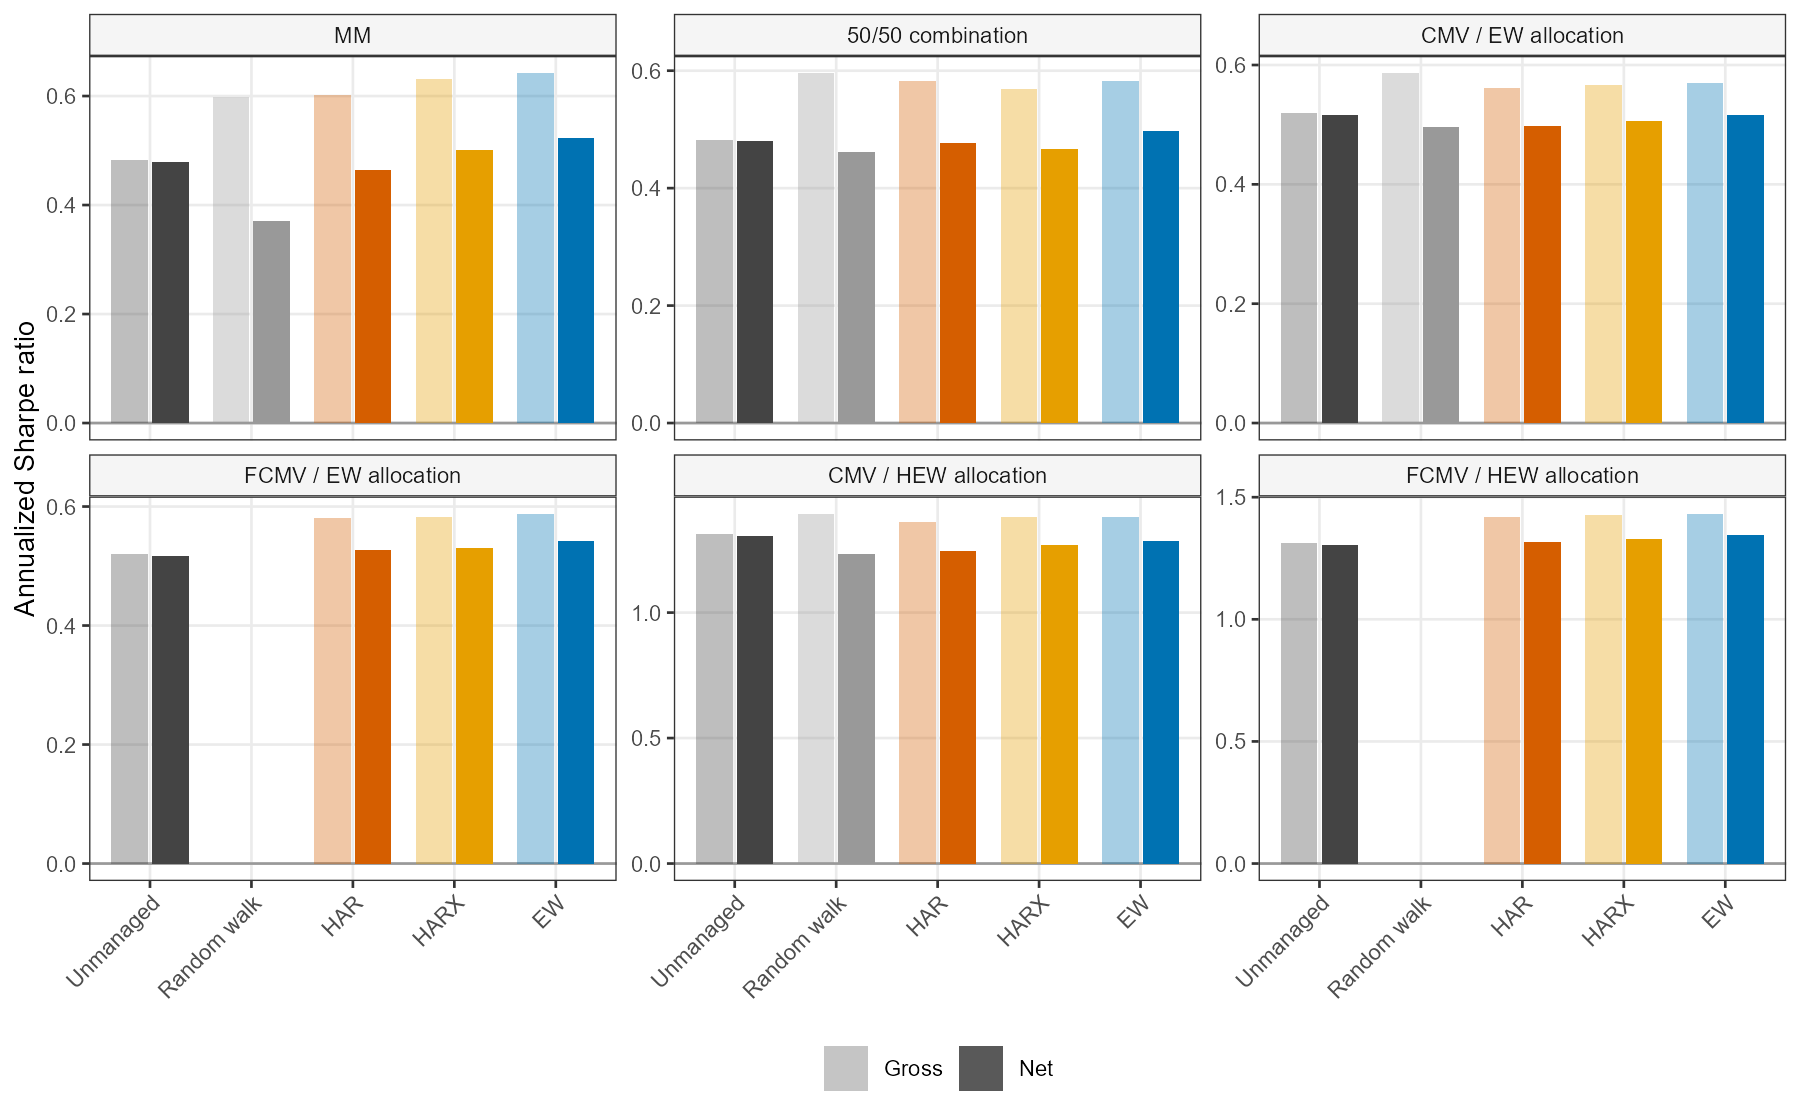 MM
50/50 combination
CMV / EW allocation
0.6
0.4
0.2
0.0
0.6
0.4
0.2
0.0
0.6
0.4
0.2
0.0
Annualized Sharpe ratio
FCMV / EW allocation
CMV / HEW allocation
FCMV / HEW allocation
0.6
0.4
0.2
0.0
1.0
0.5
0.0
1.5
1.0
0.5
0.0
Unmanaged
Random walk
HAR
HARX
EW
Unmanaged
Random walk
HAR
HARX
EW
Unmanaged
Random walk
HAR
HARX
EW
Gross
Net